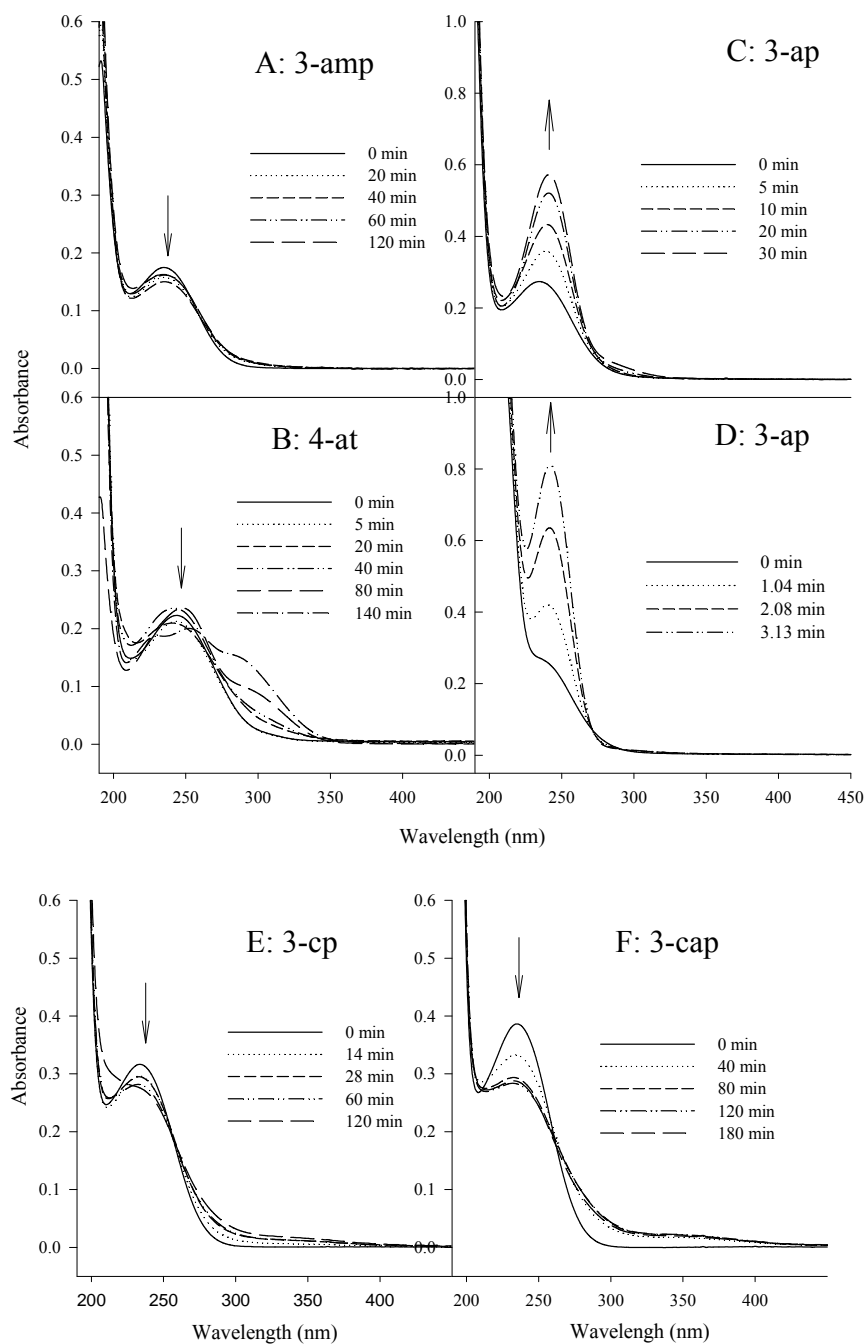 A: 3-amp
0.6
0.5
0.4
0.3
0.2
0.1
0.0
0 min
20 min
40 min
60 min
120 min
C: 3-ap
1.0
0.8
0.6
0.4
0.2
0.0
0 min
5 min
10 min
20 min
30 min
Absorbance
B: 4-at
0.6
0.5
0.4
0.3
0.2
0.1
0.0
0 min
5 min
20 min
40 min
80 min
140 min
200 250 300 350 400
D: 3-ap
1.0
0.8
0.6
0.4
0.2
0.0
0 min
1.04 min
2.08 min
3.13 min
200 250 300 350 400 450
Wavelength (nm)
E: 3-cp
0.6
0.5
0.4
0.3
0.2
0.1
0.0
Absorbance
0 min
14 min
28 min
60 min
120 min
200 250 300 350 400
Wavelength (nm)
F: 3-cap
0.6
0.5
0.4
0.3
0.2
0.1
0.0
0 min
40 min
80 min
120 min
180 min
200 250 300 350 400
Wavelength (nm)